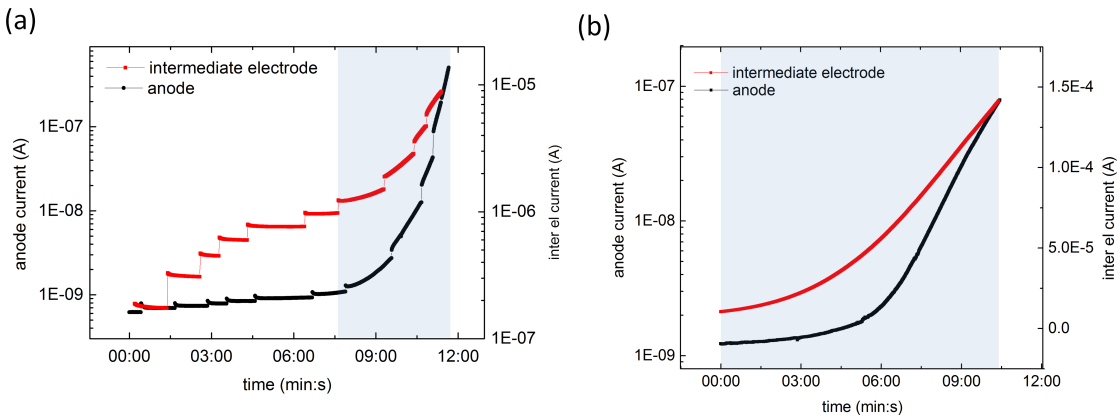 (a)
intermediate electrode
anode
1E-07
1E-08
1E-09
1E-05
1E-06
1E-07
anode current (A)
inter el current (A)
00:00 03:00 06:00 09:00 12:00
time (min:s)
(b)
intermediate electrode
anode
1E-07
1E-08
1E-09
1.5E-4
1.0E-4
5.0E-5
0.0
anode current (A)
inter el current (A)
00:00 03:00 06:00 09:00 12:00
time (min:s)